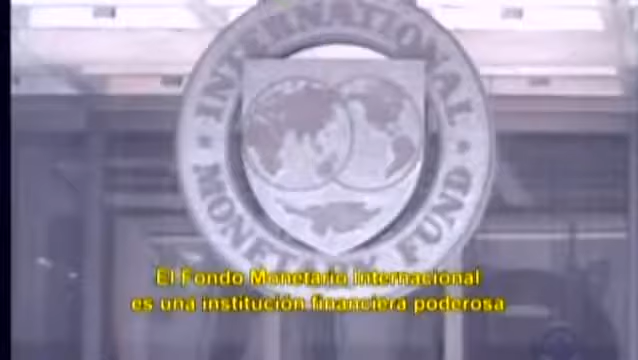 INTERNATIONAL
MONETARY FUND
El Fondo Monetario Internacional
es una institución financiera poderosa